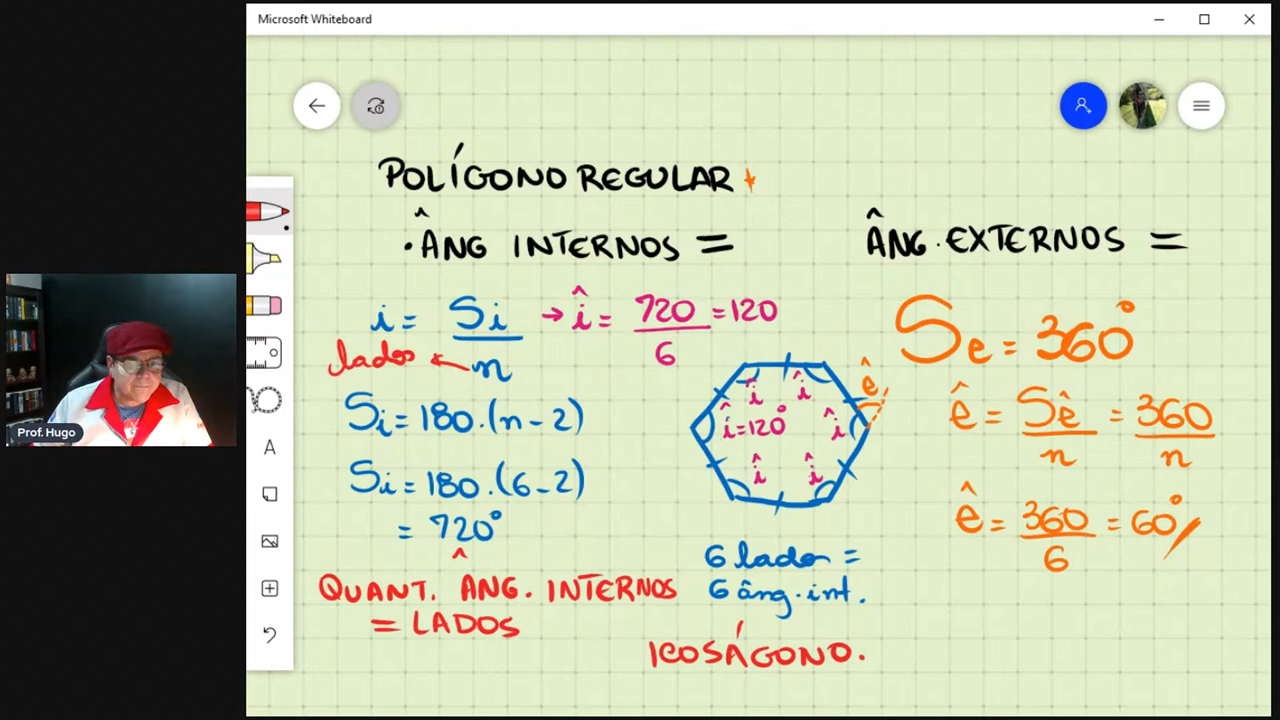 Microsoft Whiteboard
POLÍGONO REGULAR
• ÂNG INTERNOS =
ÂNG. EXTERNOS =
i = Si / n → î = 720 / 6 = 120
lados
Si = 180.(n - 2)
Si = 180.(6 - 2)
= 720°
QUANT. ÂNG. INTERNOS
= LADOS
î î
î = 120° î
î î
ê
6 lados =
6 âng. int.
ICOSÁGONO.
Se = 360°
ê = Sê / n = 360 / n
ê = 360 / 6 = 60°
A
Prof. Hugo